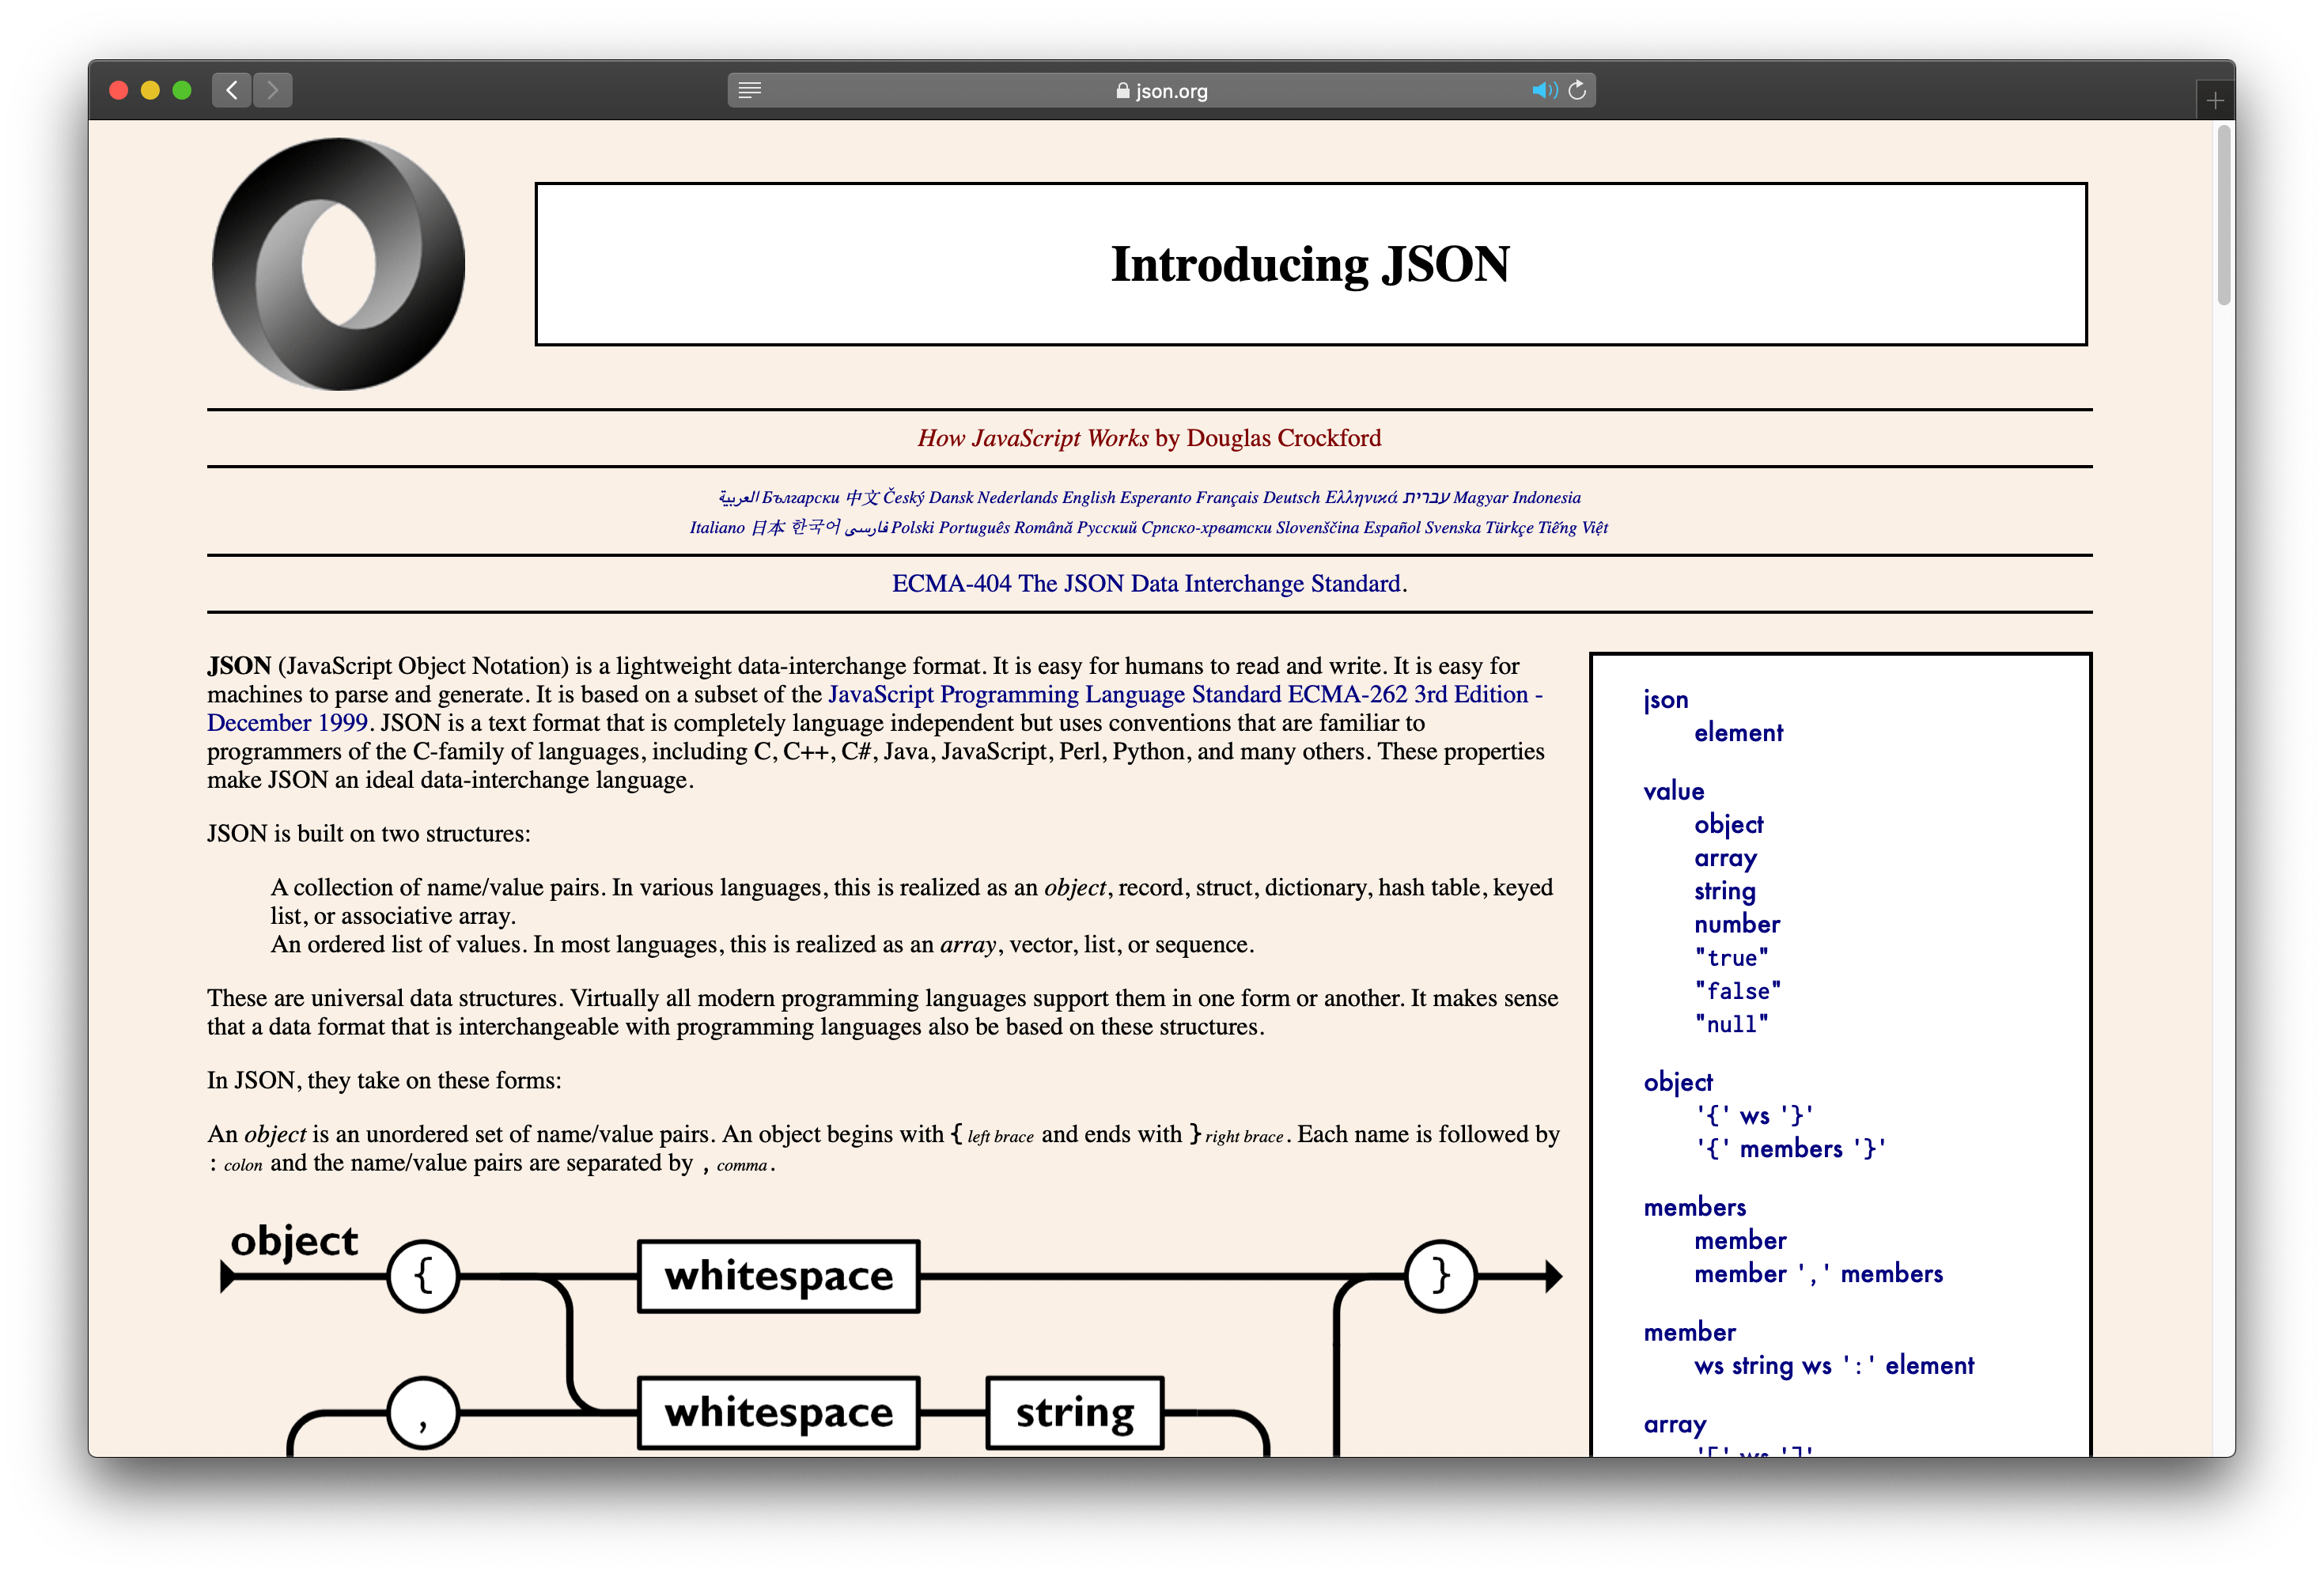 json.org
Introducing JSON
How JavaScript Works by Douglas Crockford
العربية Български 中文 Český Dansk Nederlands English Esperanto Français Deutsch Ελληνικά עברית Magyar Indonesia
Italiano 日本 한국어 فارسی Polski Português Română Русский Српско-хрватски Slovenščina Español Svenska Türkçe Tiếng Việt
ECMA-404 The JSON Data Interchange Standard.
JSON (JavaScript Object Notation) is a lightweight data-interchange format. It is easy for humans to read and write. It is easy for
machines to parse and generate. It is based on a subset of the JavaScript Programming Language Standard ECMA-262 3rd Edition -
December 1999. JSON is a text format that is completely language independent but uses conventions that are familiar to
programmers of the C-family of languages, including C, C++, C#, Java, JavaScript, Perl, Python, and many others. These properties
make JSON an ideal data-interchange language.
JSON is built on two structures:
A collection of name/value pairs. In various languages, this is realized as an object, record, struct, dictionary, hash table, keyed
list, or associative array.
An ordered list of values. In most languages, this is realized as an array, vector, list, or sequence.
These are universal data structures. Virtually all modern programming languages support them in one form or another. It makes sense
that a data format that is interchangeable with programming languages also be based on these structures.
In JSON, they take on these forms:
An object is an unordered set of name/value pairs. An object begins with { left brace and ends with } right brace. Each name is followed by
: colon and the name/value pairs are separated by , comma.
object
{ whitespace }
, whitespace string
json
element
value
object
array
string
number
"true"
"false"
"null"
object
'{' ws '}'
'{' members '}'
members
member
member ',' members
member
ws string ws ':' element
array
'[' ws ']'